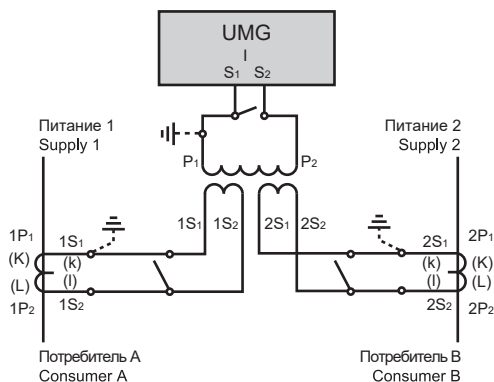 UMG
I
S1 S2
Питание 1
Supply 1
Питание 2
Supply 2
P1 P2
1S1 1S2 2S1 2S2
1P1 1S1 2S1 2P1
(K) (k) (k) (K)
(L) (l) (l) (L)
1P2 1S2 2S2 2P2
Потребитель A
Consumer A
Потребитель B
Consumer B